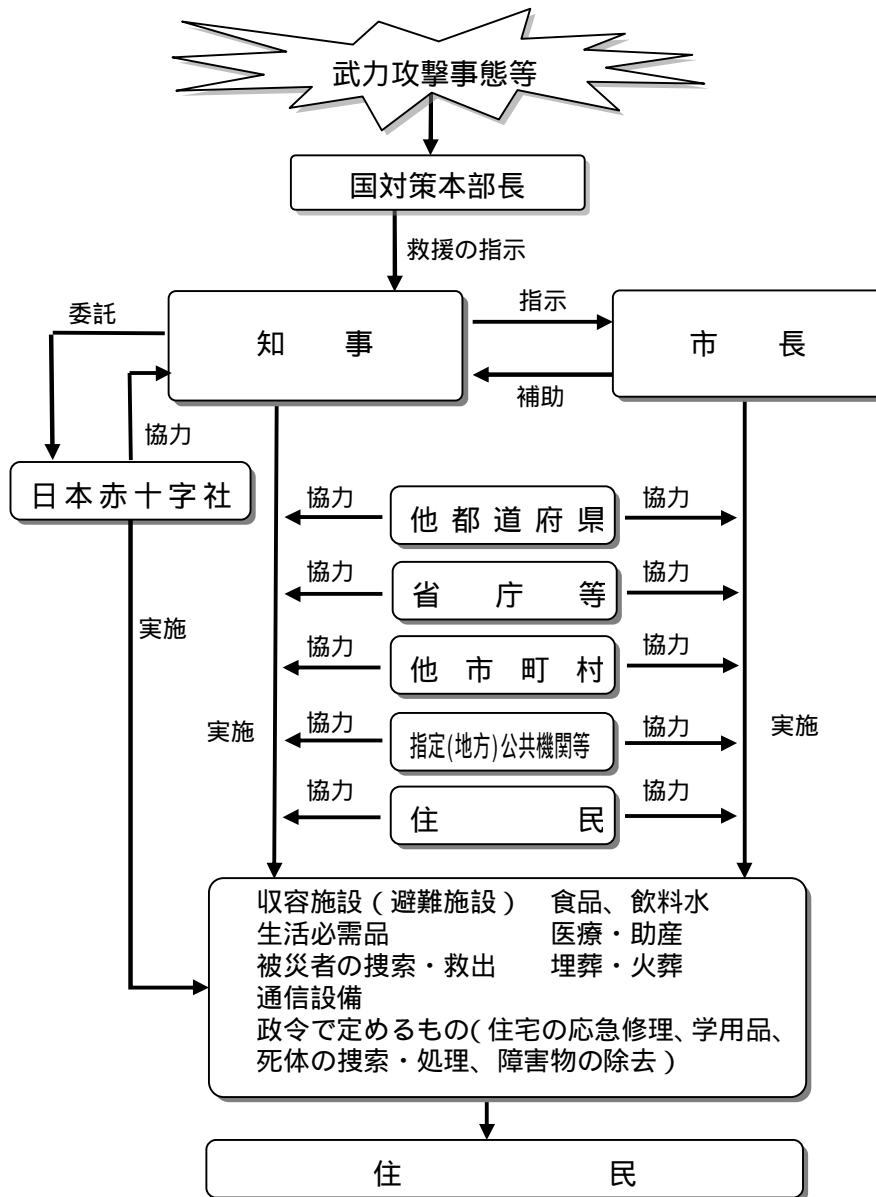 武力攻撃事態等
国対策本部長
救援の指示
委託
知 事
指示
市 長
補助
協力
日本赤十字社
協力
他都道府県
協力
協力
省庁等
協力
実施
協力
他市町村
協力
実施
協力
指定(地方)公共機関等
協力
実施
協力
住民
協力
収容施設(避難施設) 食品、飲料水
生活必需品 医療・助産
被災者の捜索・救出 埋葬・火葬
通信設備
政令で定めるもの(住宅の応急修理、学用品、
死体の捜索・処理、障害物の除去)
住 民